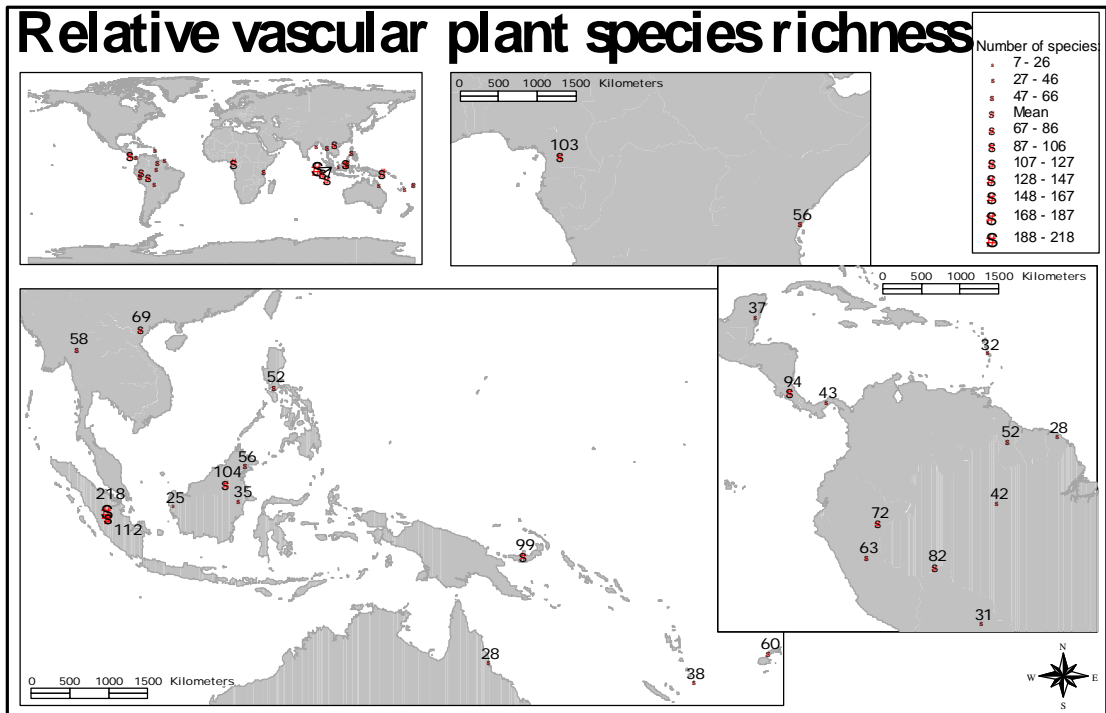 Relative vascular plant species richness
Number of species:
7 - 26
27 - 46
47 - 66
Mean
67 - 86
87 - 106
107 - 127
128 - 147
148 - 167
168 - 187
188 - 218
0 500 1000 1500 Kilometers
103
56
0 500 1000 1500 Kilometers
37
32
94
43
52
28
42
72
63
82
31
69
58
52
56
104
218
25
35
112
99
28
60
38
0 500 1000 1500 Kilometers
N
W E
S